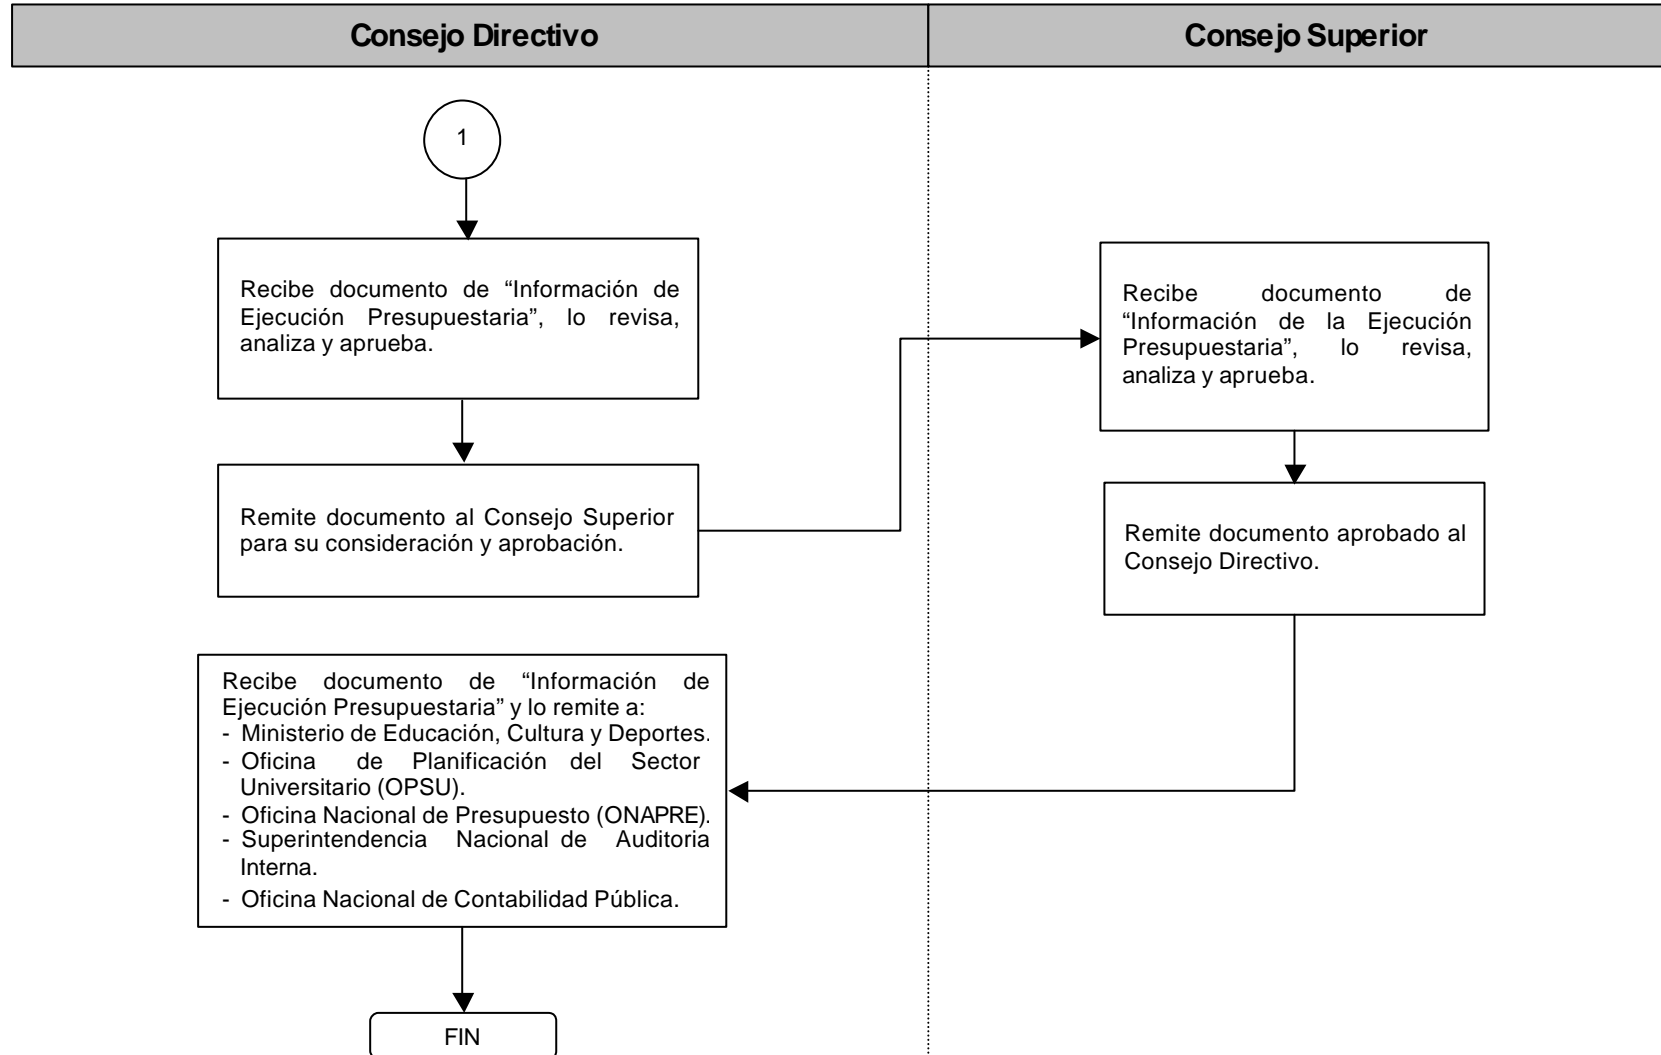 Consejo Directivo
Consejo Superior
1
Recibe documento de “Información de
Ejecución Presupuestaria”, lo revisa,
analiza y aprueba.
Remite documento al Consejo Superior
para su consideración y aprobación.
Recibe documento de
“Información de la Ejecución
Presupuestaria”, lo revisa,
analiza y aprueba.
Remite documento aprobado al
Consejo Directivo.
Recibe documento de “Información de
Ejecución Presupuestaria” y lo remite a:
- Ministerio de Educación, Cultura y Deportes.
- Oficina de Planificación del Sector
Universitario (OPSU).
- Oficina Nacional de Presupuesto (ONAPRE).
- Superintendencia Nacional de Auditoria
Interna.
- Oficina Nacional de Contabilidad Pública.
FIN